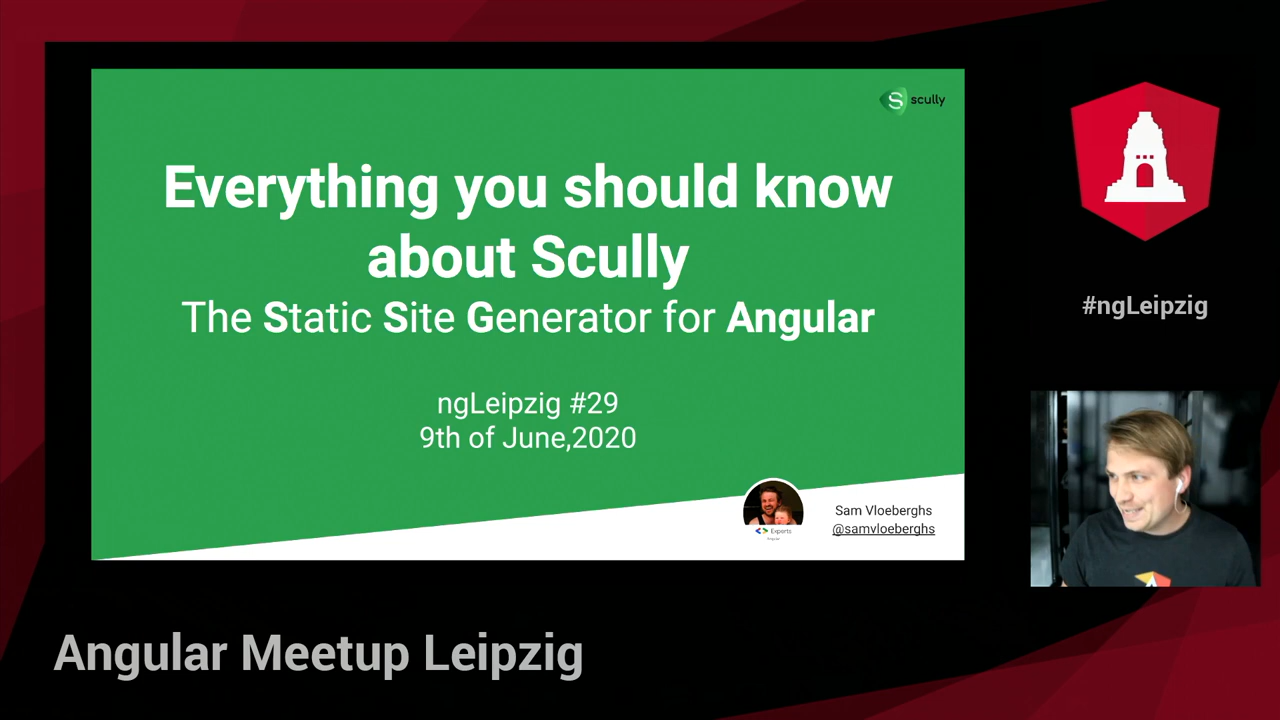 scully
Everything you should know
about Scully
The Static Site Generator for Angular
ngLeipzig #29
9th of June,2020
Experts
Sam Vloeberghs
@samvloeberghs
#ngLeipzig
Angular Meetup Leipzig